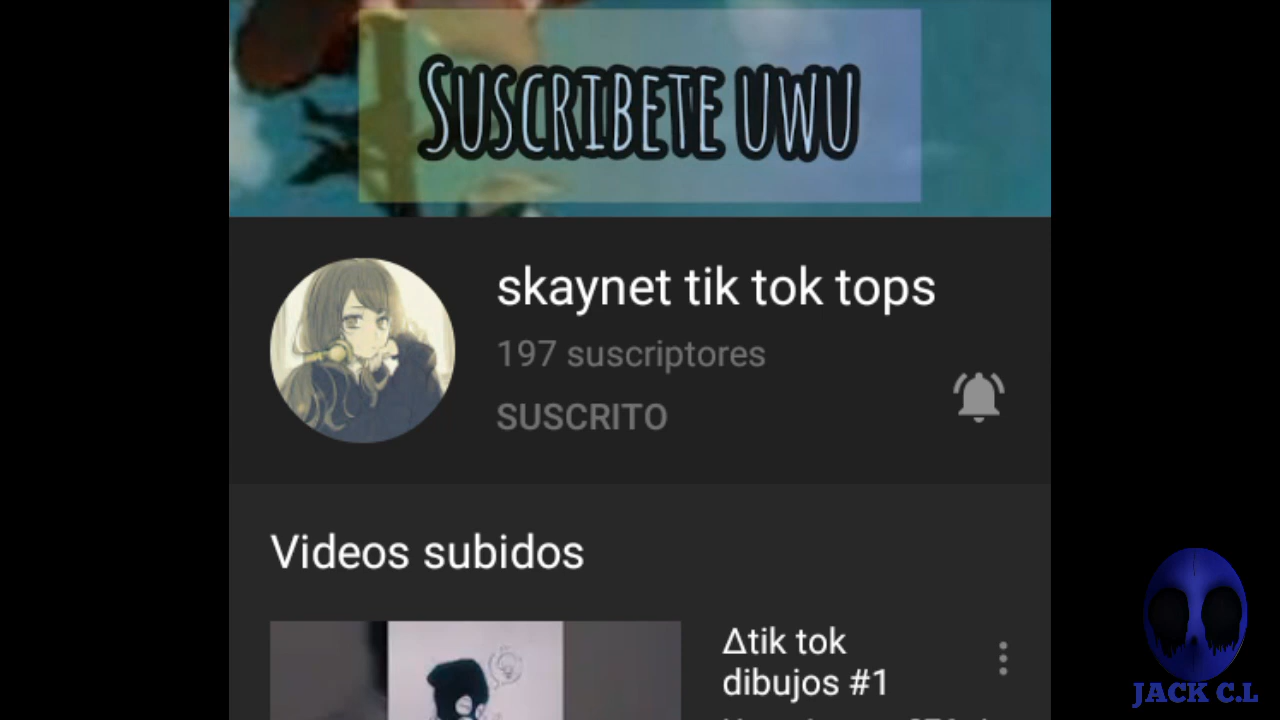 SUSCRIBETE UWU
skaynet tik tok tops
197 suscriptores
SUSCRITO
Videos subidos
Δtik tok
dibujos #1
JACK C.L